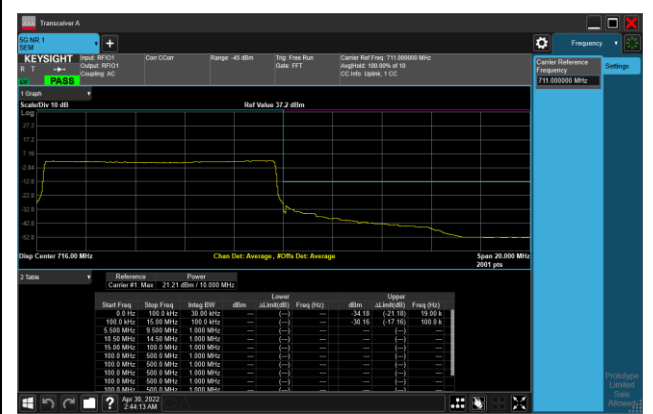 Transceiver A
5G NR 1
SEM
Frequency
KEYSIGHT
R T
PASS
Input: RFIO1
Output: RFIO1
Coupling: AC
Corr CCorr
Range: -45 dBm
Trig: Free Run
Gate: FFT
Carrier Ref Freq: 711.000000 MHz
Avg|Hold: 100.00% of 10
CC Info: Uplink, 1 CC
Carrier Reference
Frequency
711.000000 MHz
Settings
1 Graph
Scale/Div 10 dB
Ref Value 37.2 dBm
Log
27.2
17.2
7.18
-2.84
-12.8
-22.8
-32.8
-42.8
-52.8
Disp Center 716.00 MHz
Chan Det: Average , #Offs Det: Average
Span 20.000 MHz
2001 pts
2 Table
Reference Power
Carrier #1: Max 21.21 dBm / 10.000 MHz
Lower Upper
Start Freq Stop Freq Integ BW dBm ΔLimit(dB) Freq (Hz) dBm ΔLimit(dB) Freq (Hz)
0.0 Hz 100.0 kHz 30.00 kHz --- (---) --- -34.18 (-21.18) 19.00 k
100.0 kHz 15.00 MHz 100.0 kHz --- (---) --- -30.16 (-17.16) 100.0 k
5.500 MHz 9.500 MHz 1.000 MHz --- (---) --- --- (---) ---
10.50 MHz 14.50 MHz 1.000 MHz --- (---) --- --- (---) ---
15.00 MHz 100.0 MHz 1.000 MHz --- (---) --- --- (---) ---
100.0 MHz 500.0 MHz 1.000 MHz --- (---) --- --- (---) ---
100.0 MHz 500.0 MHz 1.000 MHz --- (---) --- --- (---) ---
100.0 MHz 500.0 MHz 1.000 MHz --- (---) --- --- (---) ---
100.0 MHz 500.0 MHz 1.000 MHz --- (---) --- --- (---) ---
Prototype
Limited
Sale
Allowed
Apr 30, 2022
2:44:13 AM